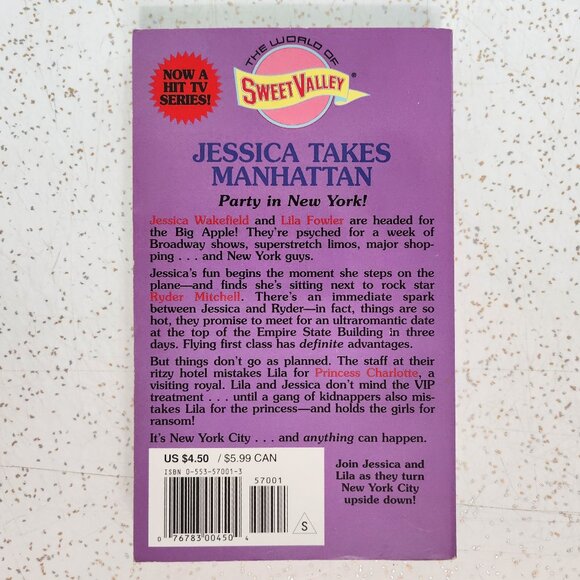 THE WORLD OF
SWEET VALLEY®
NOW A
HIT TV
SERIES!
JESSICA TAKES
MANHATTAN
Party in New York!
Jessica Wakefield and Lila Fowler are headed for
the Big Apple! They're psyched for a week of
Broadway shows, superstretch limos, major shop-
ping . . . and New York guys.
Jessica's fun begins the moment she steps on the
plane—and finds she's sitting next to rock star
Ryder Mitchell. There's an immediate spark
between Jessica and Ryder—in fact, things are so
hot, they promise to meet for an ultraromantic date
at the top of the Empire State Building in three
days. Flying first class has definite advantages.
But things don't go as planned. The staff at their
ritzy hotel mistakes Lila for Princess Charlotte, a
visiting royal. Lila and Jessica don't mind the VIP
treatment . . . until a gang of kidnappers also mis-
takes Lila for the princess—and holds the girls for
ransom!
It's New York City . . . and anything can happen.
US $4.50 / $5.99 CAN
ISBN 0-553-57001-3
57001
0 76783 00450 4
S
Join Jessica and
Lila as they turn
New York City
upside down!